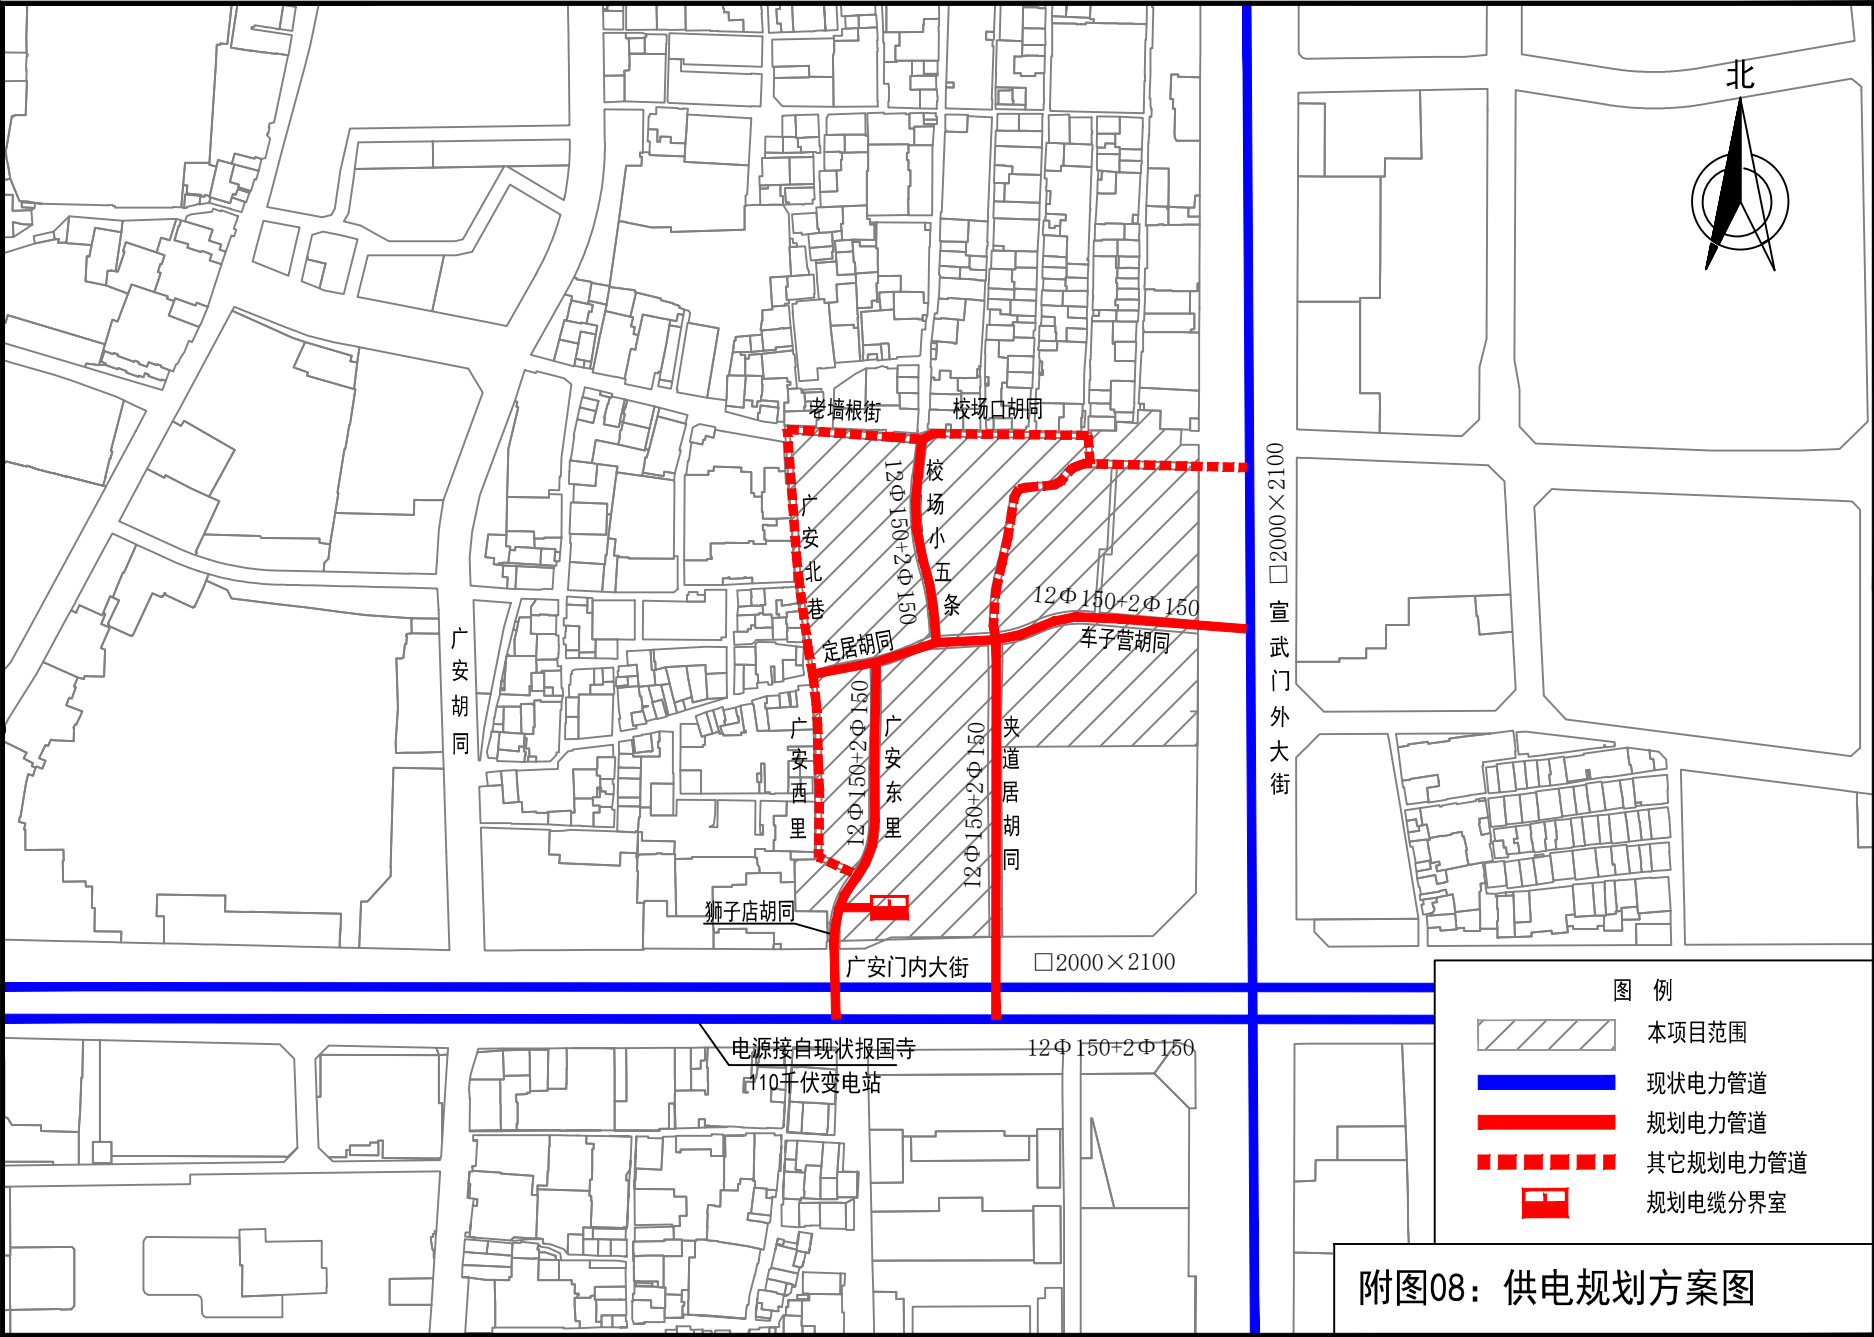 北
老墙根街
校场口胡同
校场小五条
12Φ150+2Φ150
广安北巷
□2000×2100
宣武门外大街
12Φ150+2Φ150
车子营胡同
定居胡同
广安胡同
广安西里
12Φ150+2Φ150
广安东里
12Φ150+2Φ150
夹道居胡同
狮子店胡同
广安门内大街
□2000×2100
电源接自现状报国寺
110千伏变电站
12Φ150+2Φ150
图 例
本项目范围
现状电力管道
规划电力管道
其它规划电力管道
规划电缆分界室
附图08：供电规划方案图